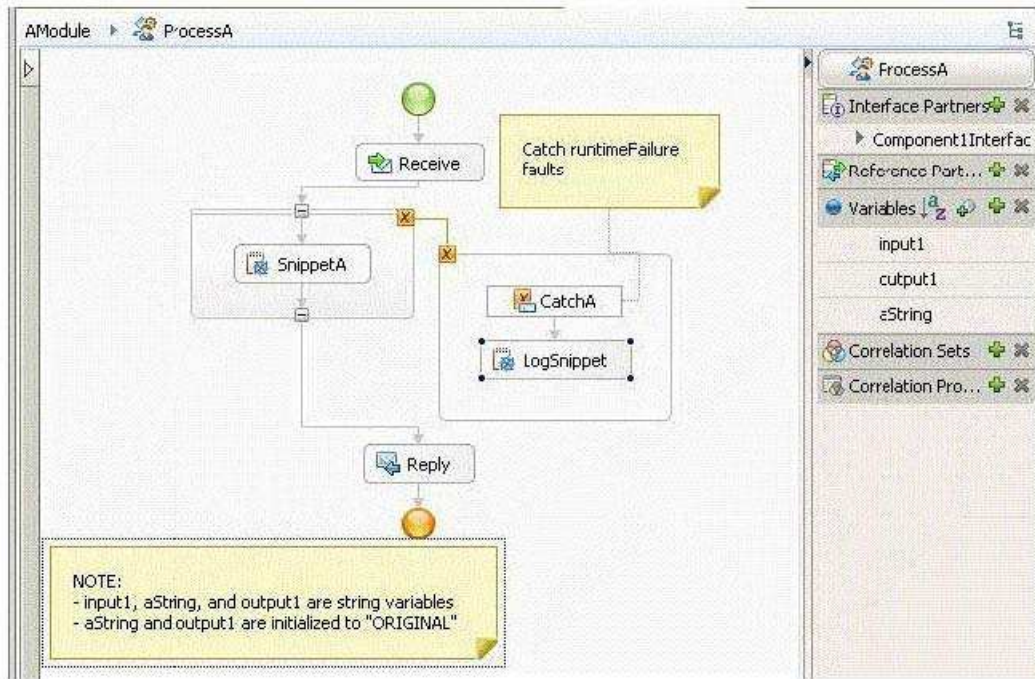 AModule ProcessA
Receive
Catch runtimeFailure
faults
SnippetA
CatchA
LogSnippet
Reply
NOTE:
- input1, aString, and output1 are string variables
- aString and output1 are initialized to "ORIGINAL"
ProcessA
Interface Partners
Component1Interfac
Reference Part...
Variables
input1
output1
aString
Correlation Sets
Correlation Pro...